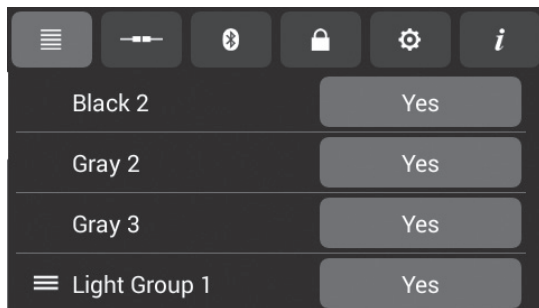 i
Black 2 Yes
Gray 2 Yes
Gray 3 Yes
Light Group 1 Yes